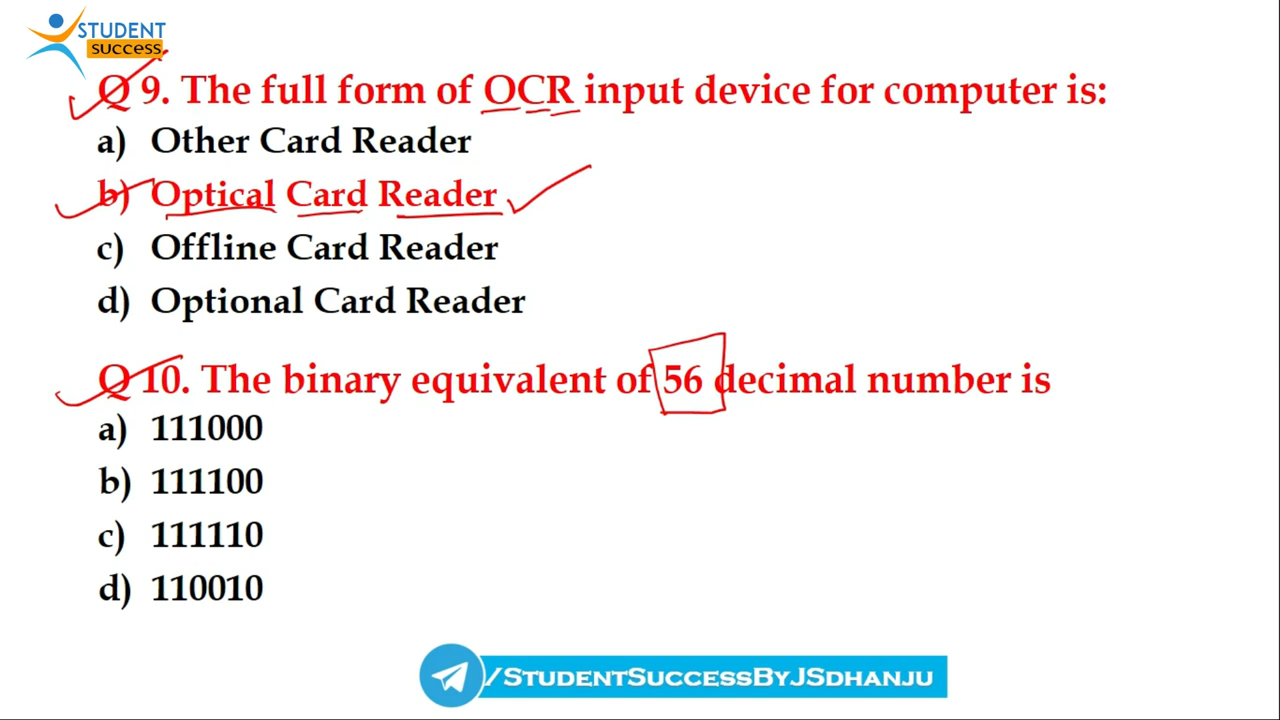 STUDENT
success
Q 9. The full form of OCR input device for computer is:
a) Other Card Reader
b) Optical Card Reader
c) Offline Card Reader
d) Optional Card Reader
Q 10. The binary equivalent of 56 decimal number is
a) 111000
b) 111100
c) 111110
d) 110010
/STUDENTSUCCESSBYJSDHANJU